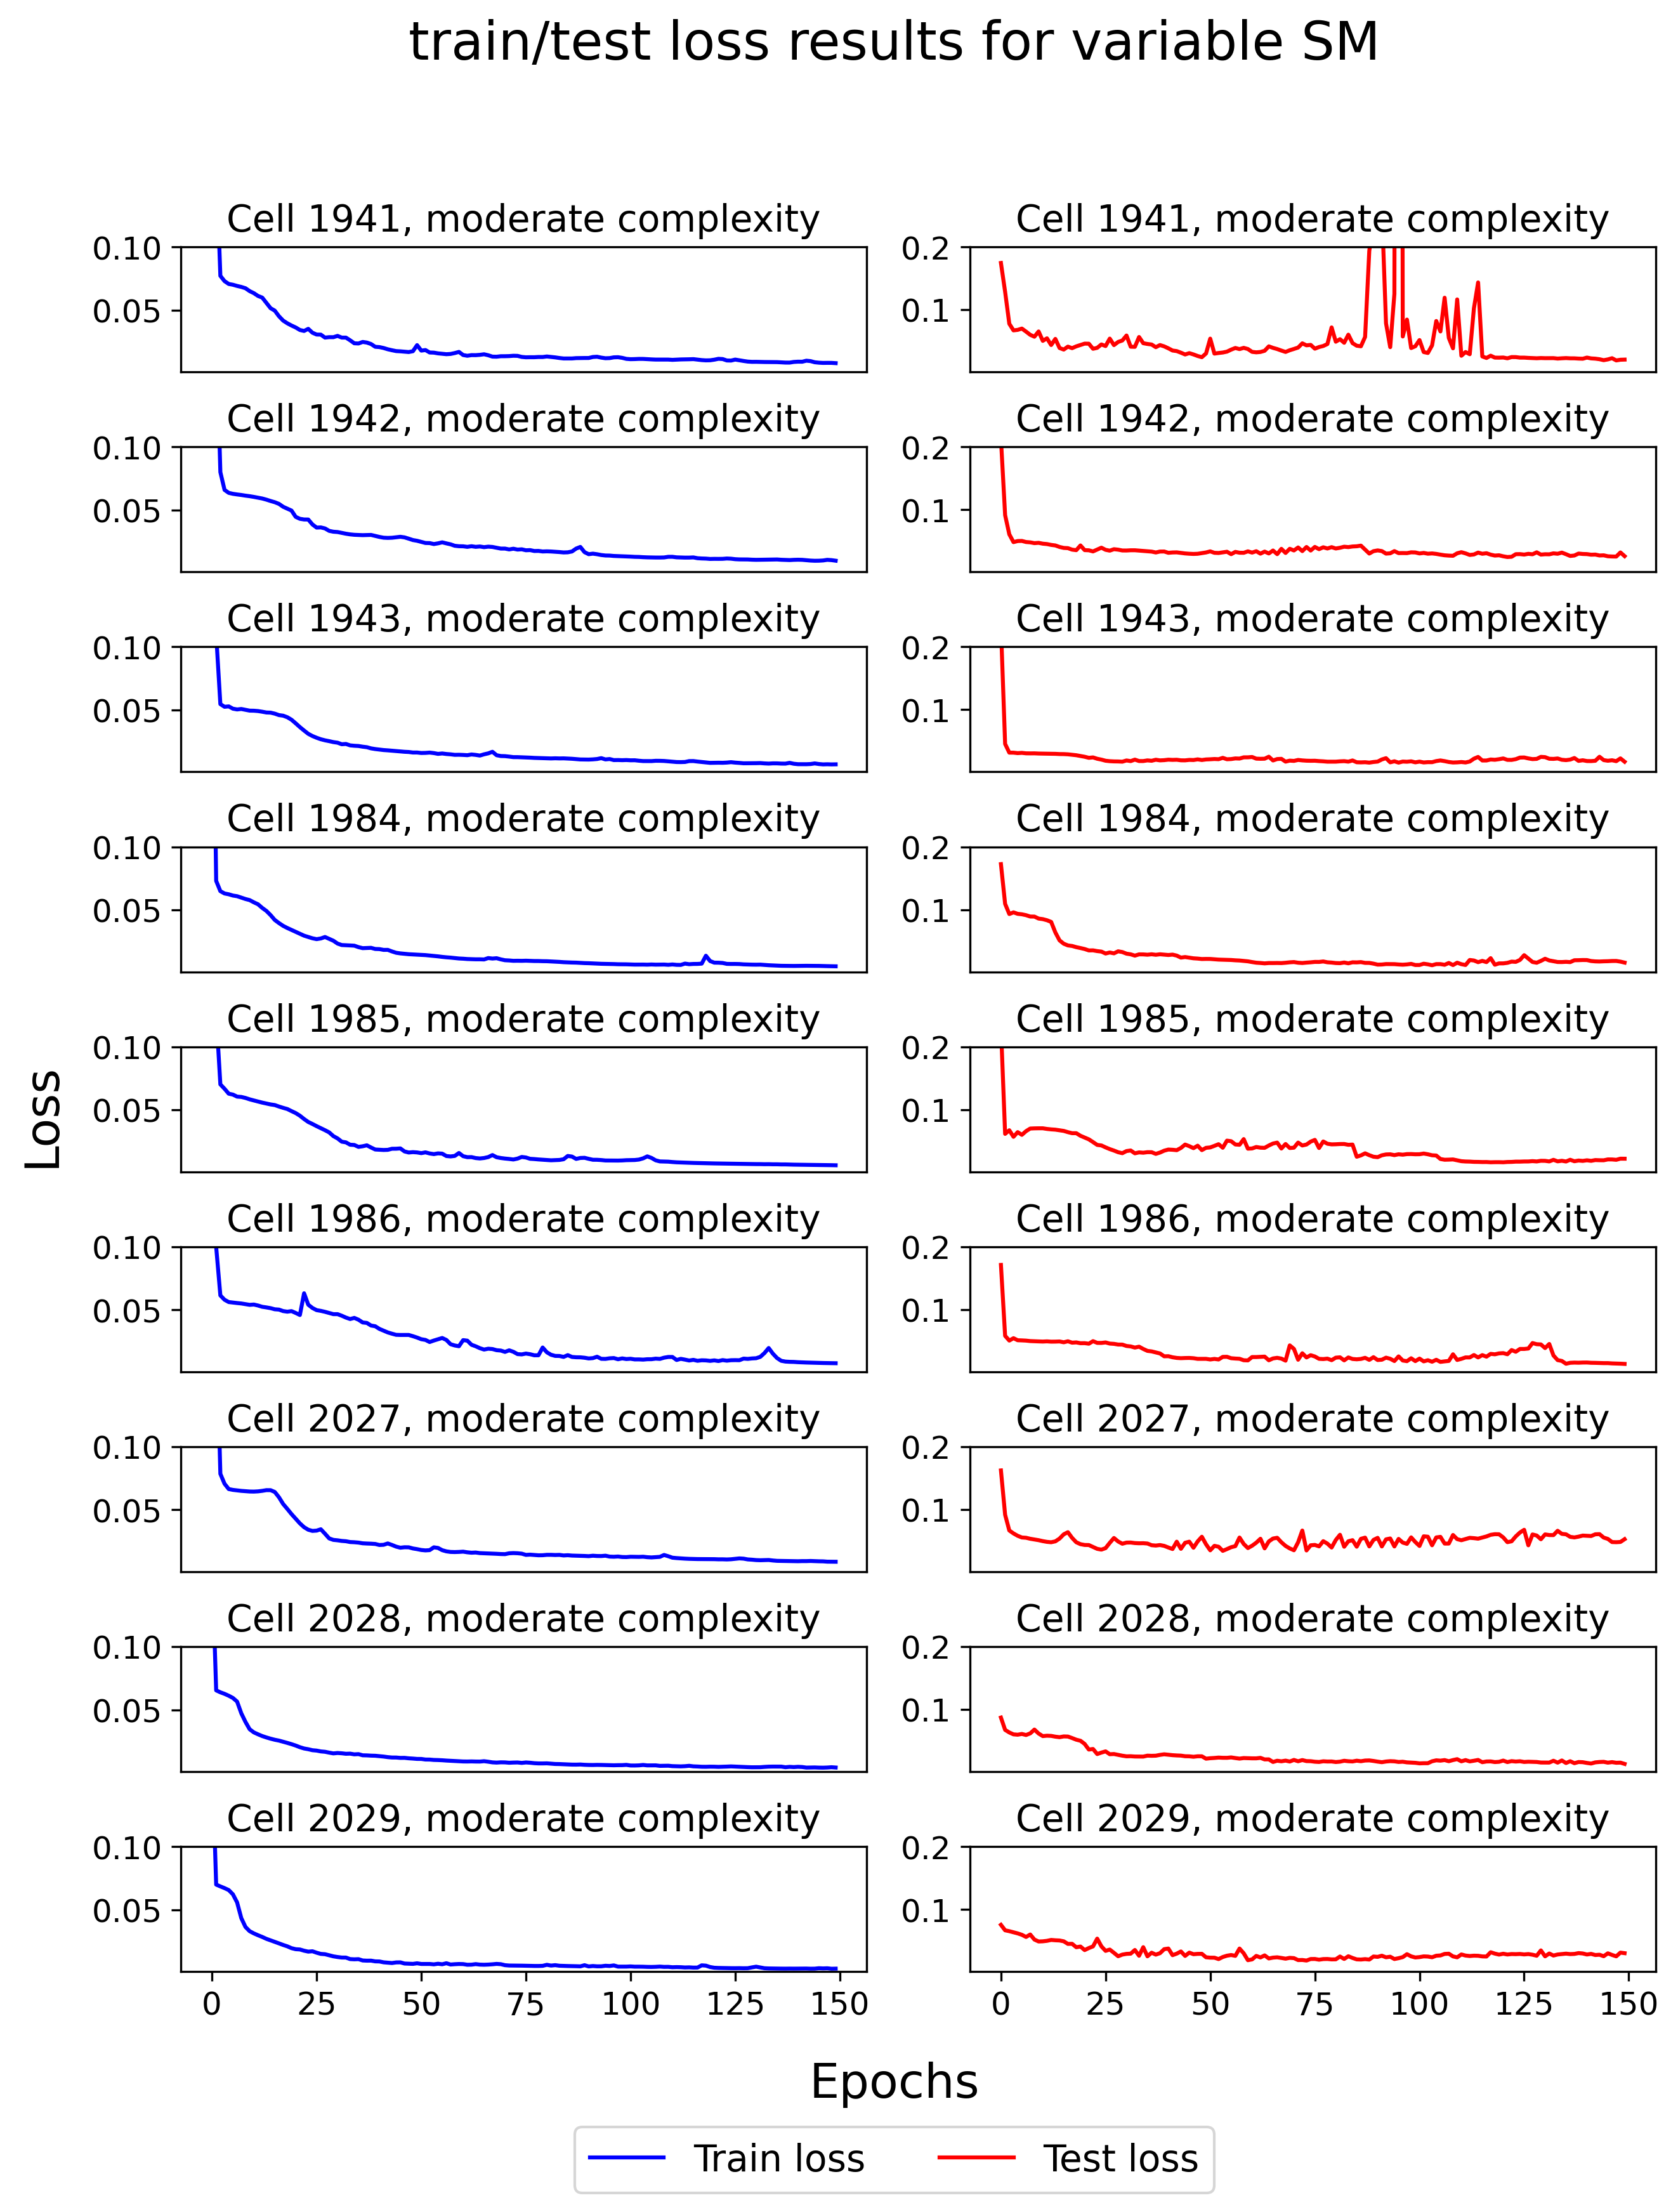 train/test loss results for variable SM
Cell 1941, moderate complexity
0.10
0.05
Cell 1941, moderate complexity
0.2
0.1
Cell 1942, moderate complexity
0.10
0.05
Cell 1942, moderate complexity
0.2
0.1
Cell 1943, moderate complexity
0.10
0.05
Cell 1943, moderate complexity
0.2
0.1
Cell 1984, moderate complexity
0.10
0.05
Cell 1984, moderate complexity
0.2
0.1
Loss
Cell 1985, moderate complexity
0.10
0.05
Cell 1985, moderate complexity
0.2
0.1
Cell 1986, moderate complexity
0.10
0.05
Cell 1986, moderate complexity
0.2
0.1
Cell 2027, moderate complexity
0.10
0.05
Cell 2027, moderate complexity
0.2
0.1
Cell 2028, moderate complexity
0.10
0.05
Cell 2028, moderate complexity
0.2
0.1
Cell 2029, moderate complexity
0.10
0.05
0 25 50 75 100 125 150
Cell 2029, moderate complexity
0.2
0.1
0 25 50 75 100 125 150
Epochs
Train loss Test loss